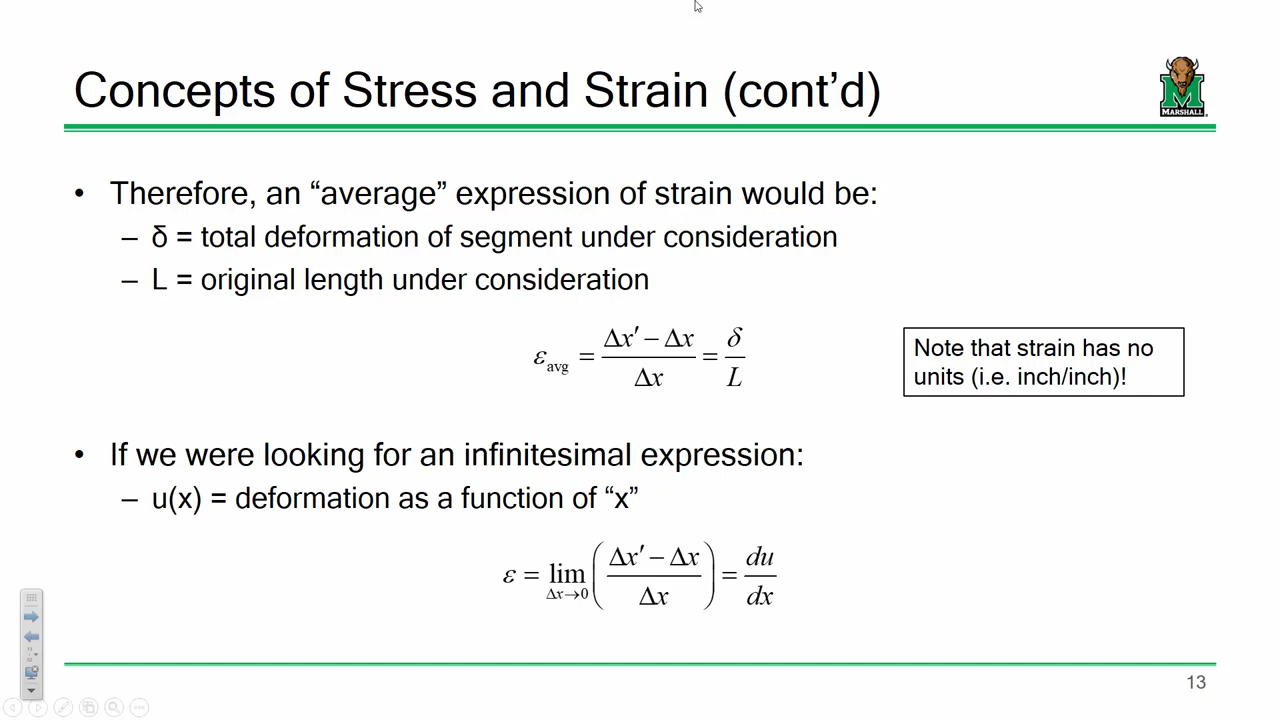 Concepts of Stress and Strain (cont’d)
MARSHALL
• Therefore, an “average” expression of strain would be:
– δ = total deformation of segment under consideration
– L = original length under consideration
ε_avg = (Δx′ − Δx)/Δx = δ/L
Note that strain has no
units (i.e. inch/inch)!
• If we were looking for an infinitesimal expression:
– u(x) = deformation as a function of “x”
ε = lim_{Δx→0} ((Δx′ − Δx)/Δx) = du/dx
13